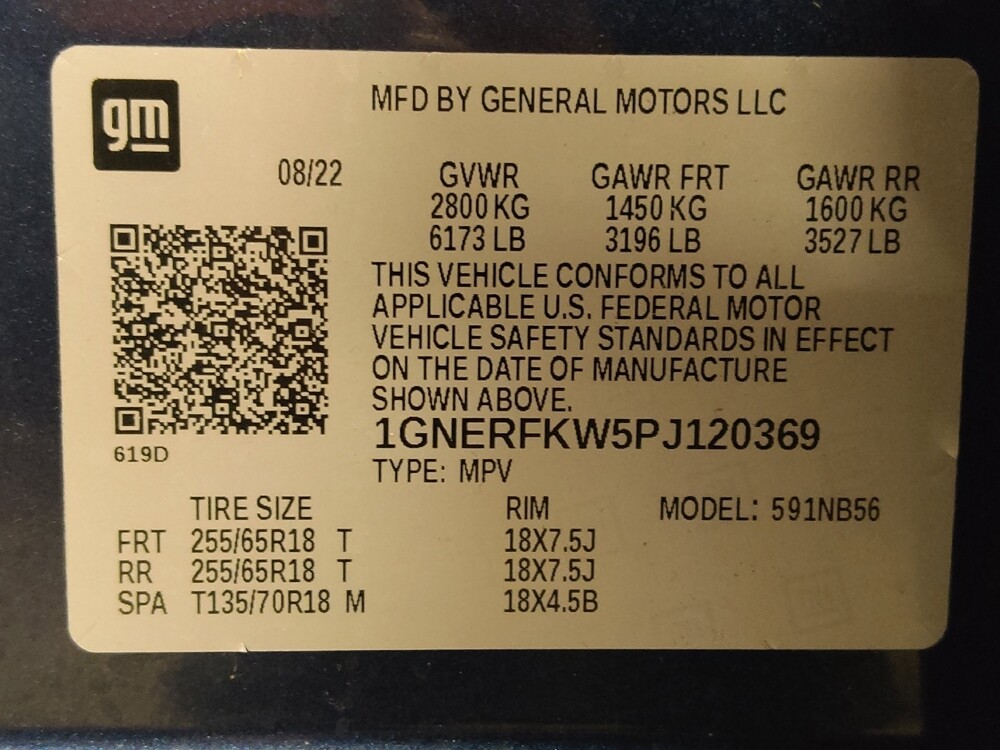 gm
MFD BY GENERAL MOTORS LLC
08/22 GVWR GAWR FRT GAWR RR
2800 KG 1450 KG 1600 KG
6173 LB 3196 LB 3527 LB
THIS VEHICLE CONFORMS TO ALL
APPLICABLE U.S. FEDERAL MOTOR
VEHICLE SAFETY STANDARDS IN EFFECT
ON THE DATE OF MANUFACTURE
SHOWN ABOVE.
1GNERFKW5PJ120369
619D
TYPE: MPV
TIRE SIZE RIM MODEL: 591NB56
FRT 255/65R18 T 18X7.5J
RR 255/65R18 T 18X7.5J
SPA T135/70R18 M 18X4.5B